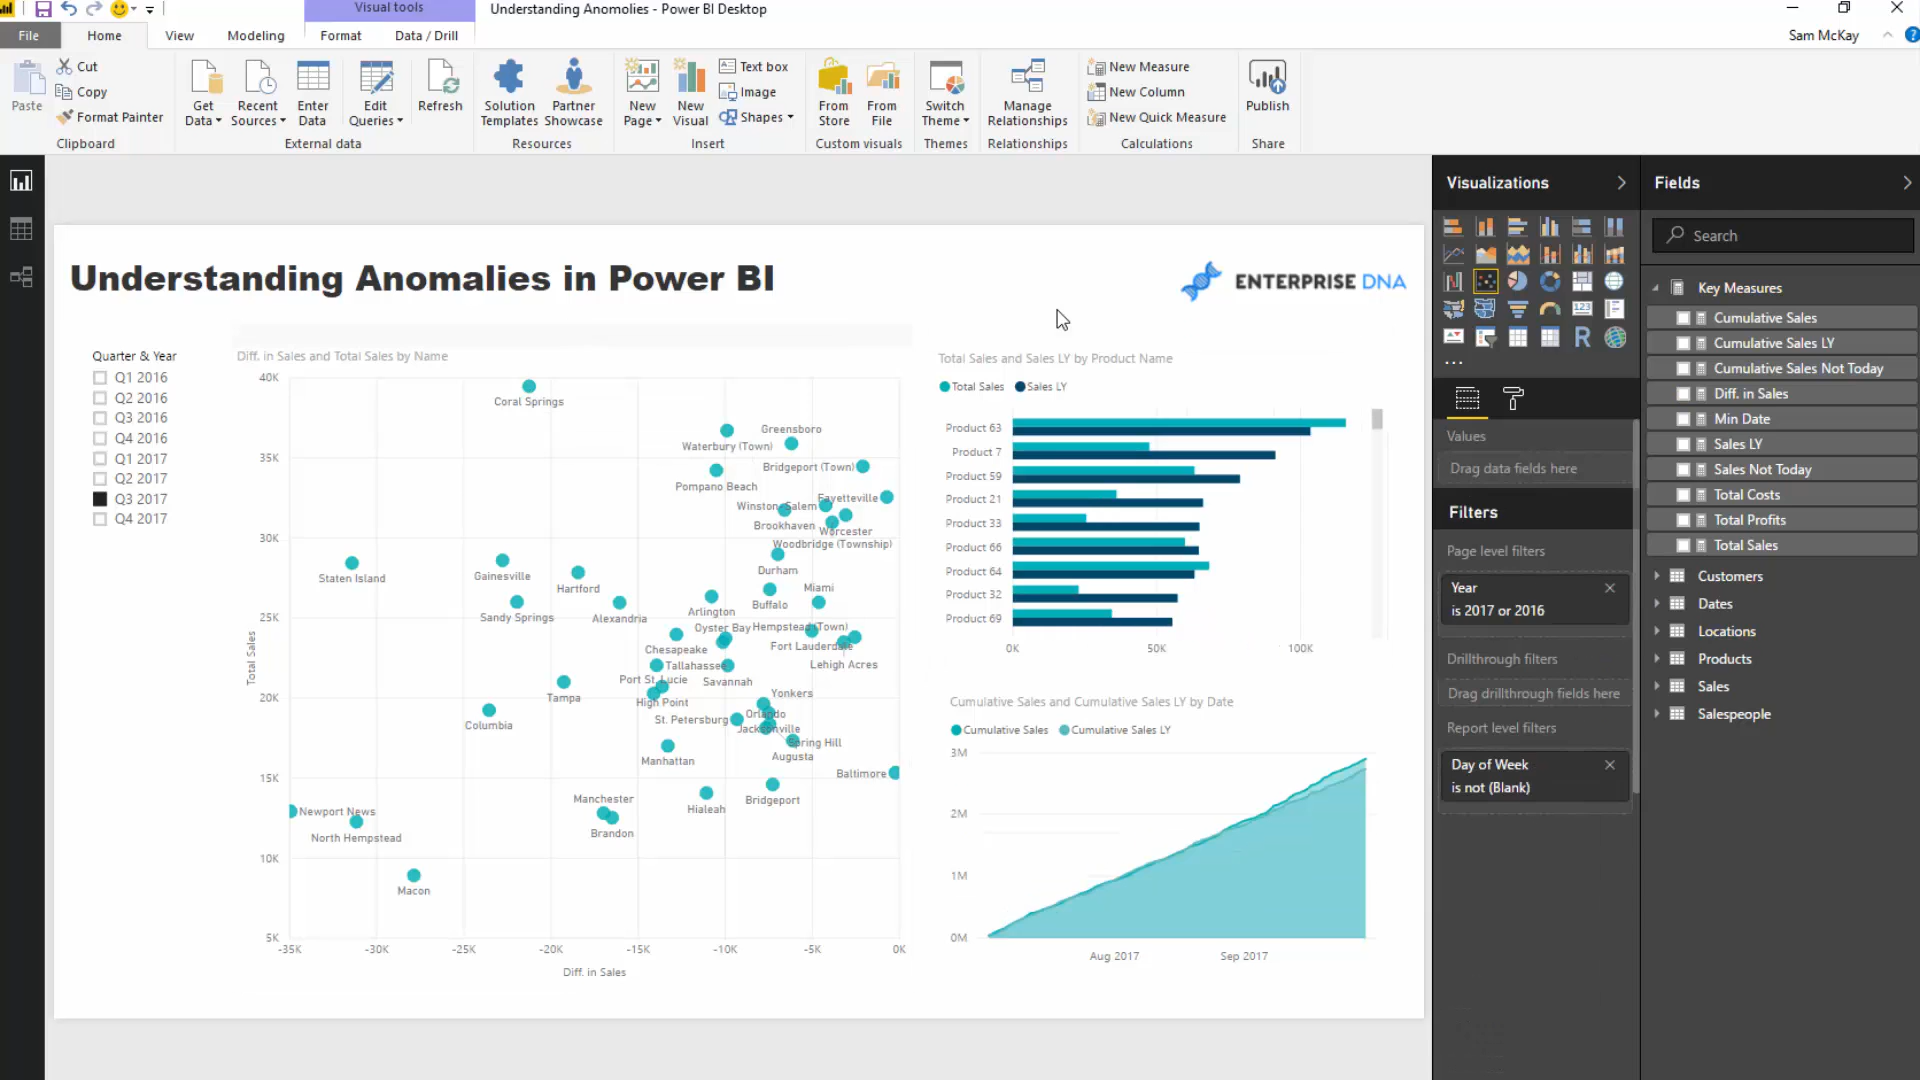 Visual tools
Understanding Anomolies - Power BI Desktop
File Home View Modeling Format Data / Drill
Sam McKay
Paste
Cut
Copy
Format Painter
Clipboard
Get Data
Recent Sources
Enter Data
Edit Queries
Refresh
External data
Solution Templates
Partner Showcase
Resources
New Page
New Visual
Text box
Image
Shapes
Insert
From Store
From File
Custom visuals
Switch Theme
Themes
Manage Relationships
Relationships
New Measure
New Column
New Quick Measure
Calculations
Publish
Share
Understanding Anomalies in Power BI
ENTERPRISE DNA
Quarter & Year
Q1 2016
Q2 2016
Q3 2016
Q4 2016
Q1 2017
Q2 2017
Q3 2017
Q4 2017
Diff. in Sales and Total Sales by Name
40K
35K
30K
25K
20K
15K
10K
5K
Total Sales
Coral Springs
Greensboro
Waterbury (Town)
Bridgeport (Town)
Pompano Beach
Fayetteville
Winston-Salem
Brookhaven
Worcester
Woodbridge (Township)
Staten Island
Gainesville
Hartford
Durham
Miami
Buffalo
Sandy Springs
Alexandria
Arlington
Oyster Bay
Hempstead (Town)
Chesapeake
Fort Lauderdale
Tallahassee
Lehigh Acres
Port St. Lucie
Savannah
Tampa
High Point
Yonkers
Columbia
St. Petersburg
Orlando
Jacksonville
Spring Hill
Manhattan
Augusta
Baltimore
Manchester
Hialeah
Bridgeport
Newport News
North Hempstead
Brandon
Macon
-35K -30K -25K -20K -15K -10K -5K 0K
Diff. in Sales
Total Sales and Sales LY by Product Name
Total Sales Sales LY
Product 63
Product 7
Product 59
Product 21
Product 33
Product 66
Product 64
Product 32
Product 69
0K 50K 100K
Cumulative Sales and Cumulative Sales LY by Date
Cumulative Sales Cumulative Sales LY
3M
2M
1M
0M
Aug 2017 Sep 2017
Visualizations
Values
Drag data fields here
Filters
Page level filters
Year
is 2017 or 2016
Drillthrough filters
Drag drillthrough fields here
Report level filters
Day of Week
is not (Blank)
Fields
Search
Key Measures
Cumulative Sales
Cumulative Sales LY
Cumulative Sales Not Today
Diff. in Sales
Min Date
Sales LY
Sales Not Today
Total Costs
Total Profits
Total Sales
Customers
Dates
Locations
Products
Sales
Salespeople